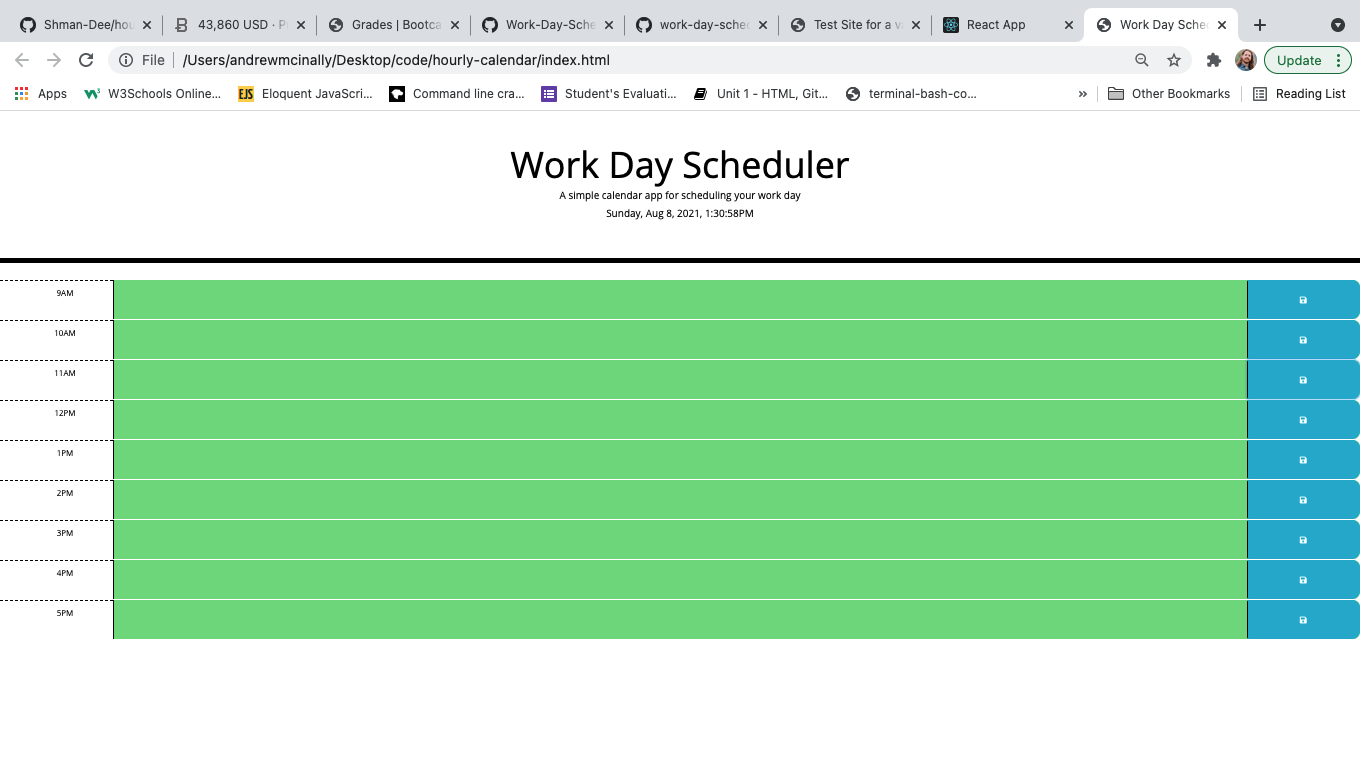 Shman-Dee/hou
43,860 USD · P
Grades | Bootca
Work-Day-Sche
work-day-sched
Test Site for a v
React App
Work Day Sched
File
/Users/andrewmcinally/Desktop/code/hourly-calendar/index.html
Update
Apps
W3Schools Online...
EJS
Eloquent JavaScri...
Command line cra...
Student's Evaluati...
Unit 1 - HTML, Git...
terminal-bash-co...
»
Other Bookmarks
Reading List
Work Day Scheduler
A simple calendar app for scheduling your work day
Sunday, Aug 8, 2021, 1:30:58PM
9AM
10AM
11AM
12PM
1PM
2PM
3PM
4PM
5PM